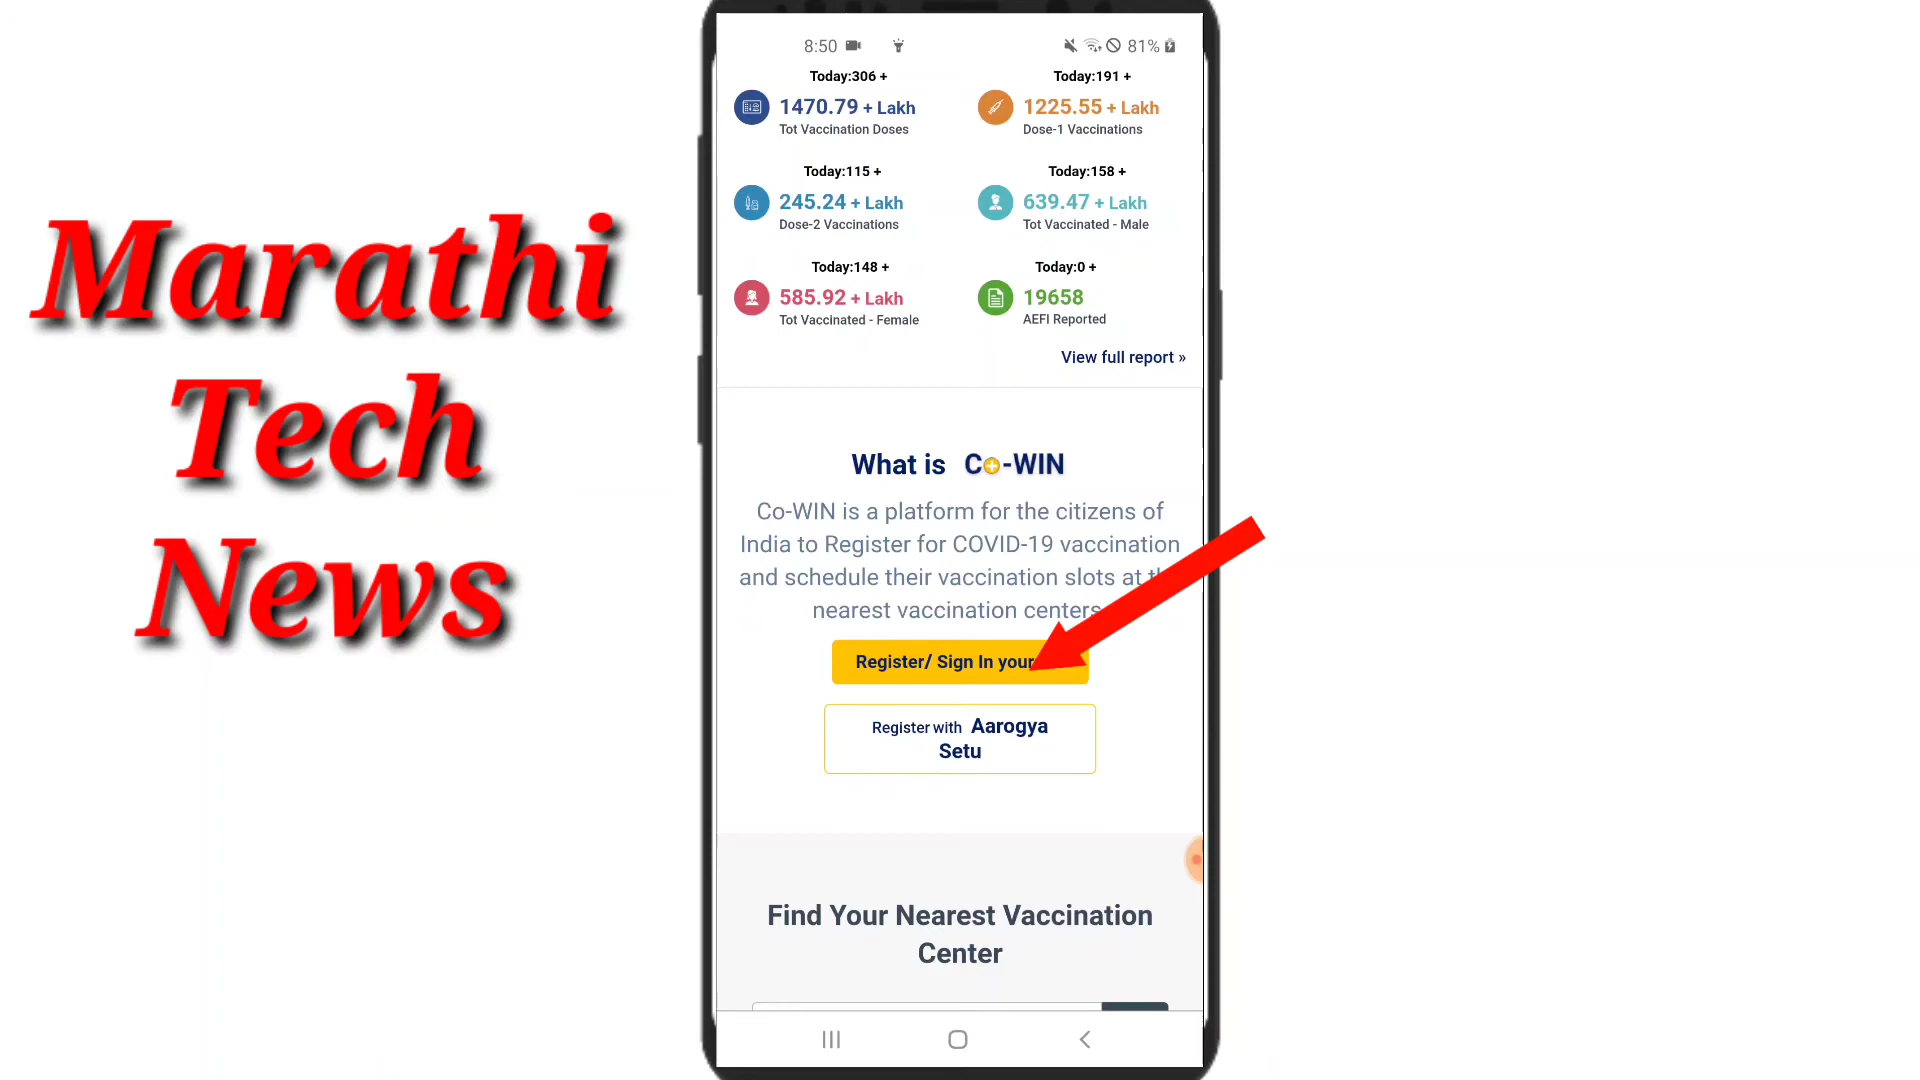 Marathi
Tech
News
8:50
81%
Today:306 +
1470.79 + Lakh
Tot Vaccination Doses
Today:191 +
1225.55 + Lakh
Dose-1 Vaccinations
Today:115 +
245.24 + Lakh
Dose-2 Vaccinations
Today:158 +
639.47 + Lakh
Tot Vaccinated - Male
Today:148 +
585.92 + Lakh
Tot Vaccinated - Female
Today:0 +
19658
AEFI Reported
View full report »
What is Co-WIN
Co-WIN is a platform for the citizens of
India to Register for COVID-19 vaccination
and schedule their vaccination slots at
nearest vaccination centers
Register/ Sign In your
Register with Aarogya
Setu
Find Your Nearest Vaccination
Center